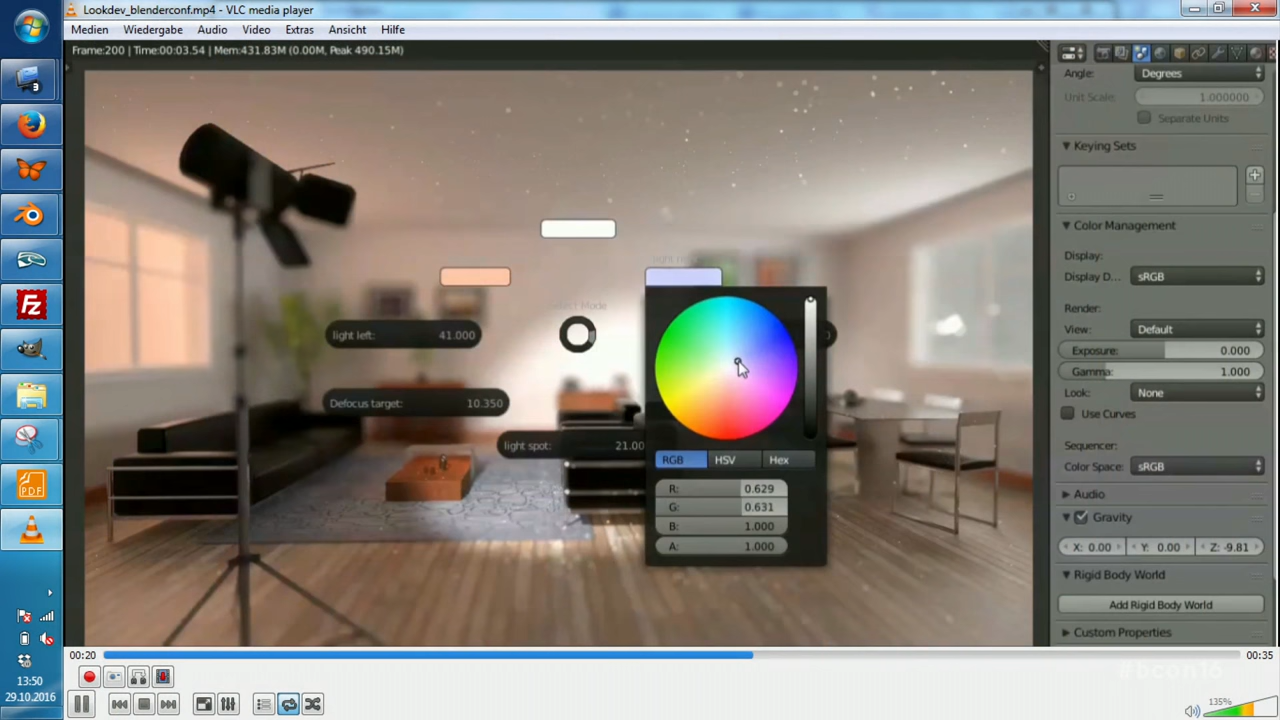 Lookdev_blenderconf.mp4 - VLC media player
Medien Wiedergabe Audio Video Extras Ansicht Hilfe
Frame:200 | Time:00:03.54 | Mem:431.83M (0.00M, Peak 490.15M)
Angle: Degrees
Unit Scale: 1.000000
Separate Units
Keying Sets
Color Management
Display:
Display D... sRGB
Render:
View: Default
Exposure: 0.000
Gamma: 1.000
Look: None
Use Curves
Sequencer:
Color Space: sRGB
Audio
Gravity
X: 0.00 Y: 0.00 Z: -9.81
Rigid Body World
Add Rigid Body World
Custom Properties
light left: 41.000
Defocus target: 10.350
light spot: 21.00
RGB HSV Hex
R: 0.629
G: 0.631
B: 1.000
A: 1.000
3
Fz
PDF
00:20 00:35
#bcon16
13:50
29.10.2016
135%